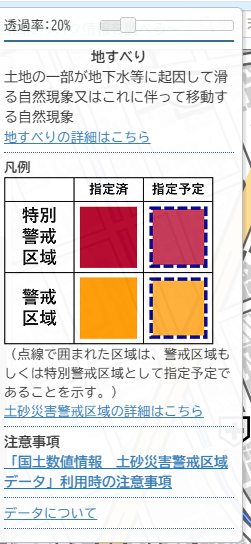 透過率:20%
地すべり
土地の一部が地下水等に起因して滑
る自然現象又はこれに伴って移動す
る自然現象
地すべりの詳細はこちら
凡例
指定済 指定予定
特別
警戒
区域
警戒
区域
（点線で囲まれた区域は、警戒区域も
しくは特別警戒区域として指定予定で
あることを示す。）
土砂災害警戒区域の詳細はこちら
注意事項
「国土数値情報　土砂災害警戒区域
データ」利用時の注意事項
データについて